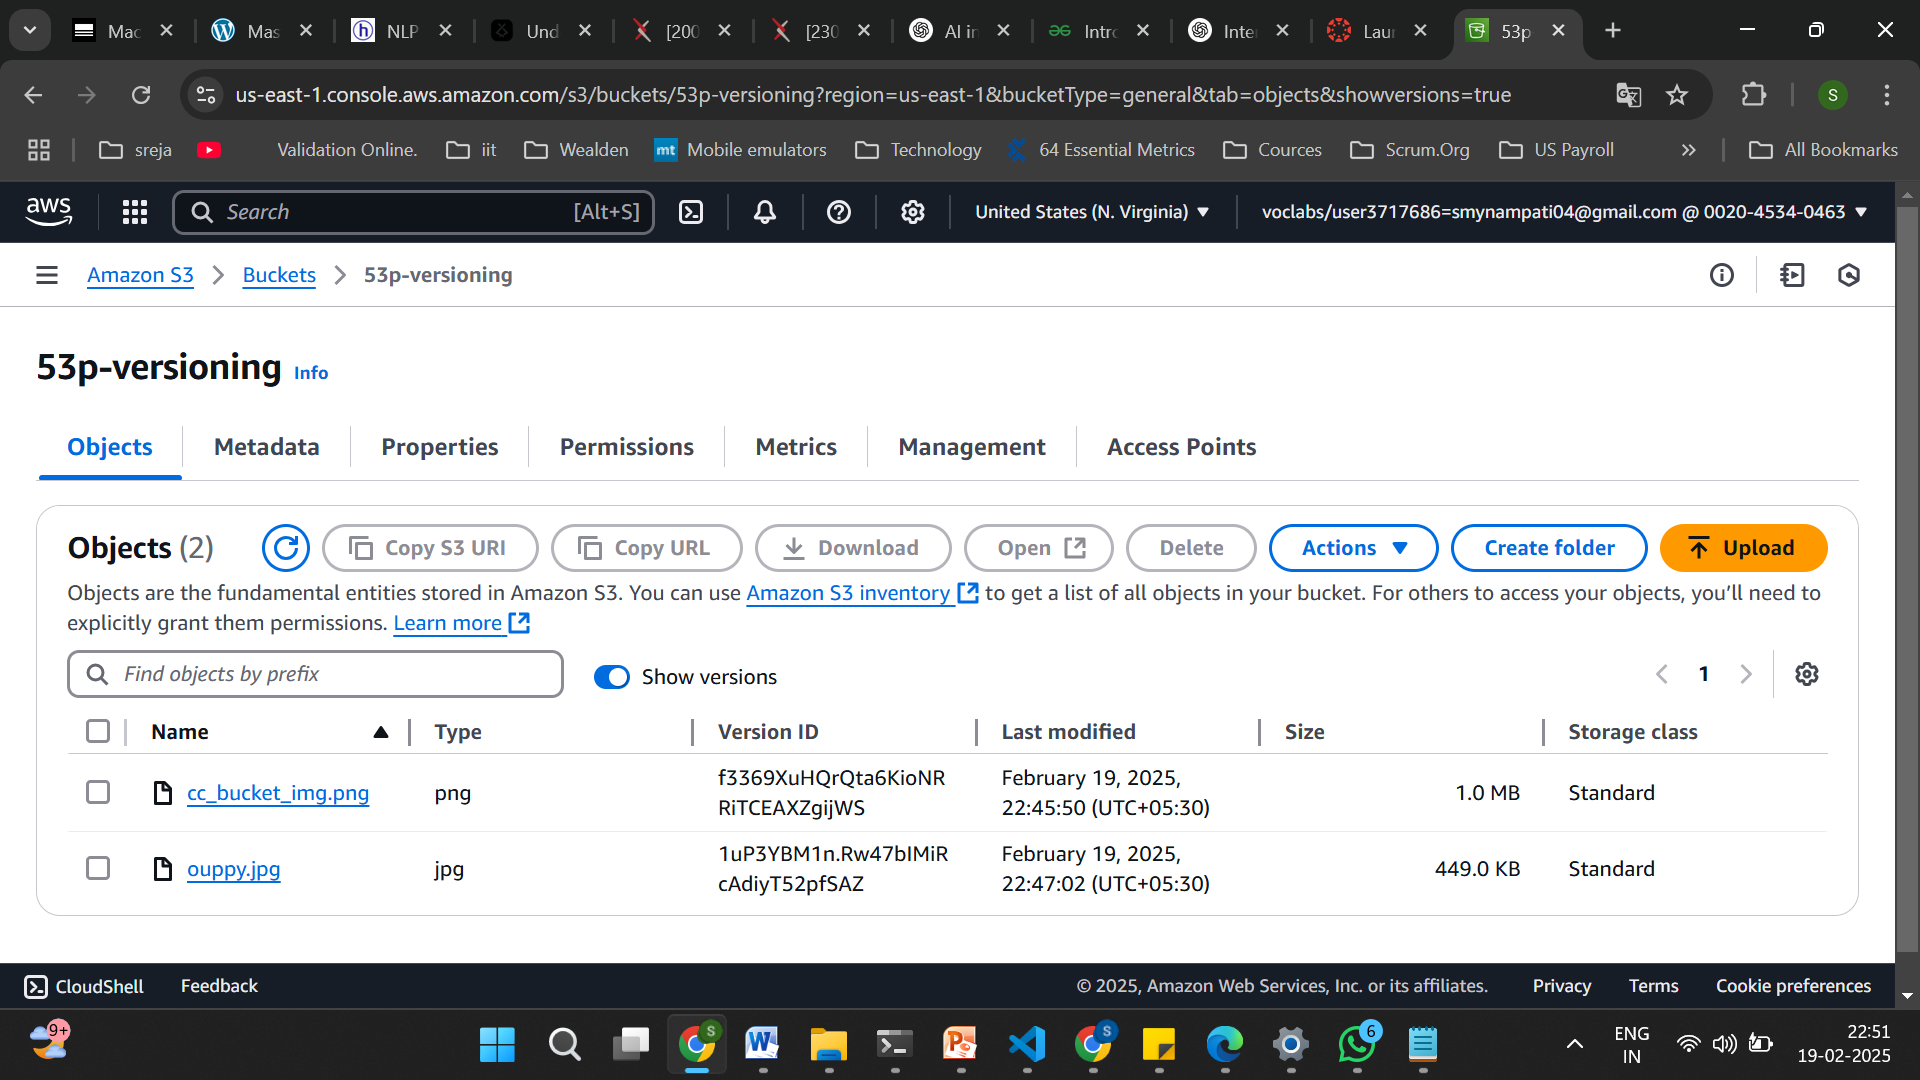 Mac
Mas
NLP
Und
[200
[230
AI in
Intro
Inte
Laun
53p
us-east-1.console.aws.amazon.com/s3/buckets/53p-versioning?region=us-east-1&bucketType=general&tab=objects&showversions=true
S
sreja
Validation Online.
iit
Wealden
mt Mobile emulators
Technology
64 Essential Metrics
Cources
Scrum.Org
US Payroll
All Bookmarks
aws
Search [Alt+S]
United States (N. Virginia)
voclabs/user3717686=smynampati04@gmail.com @ 0020-4534-0463
Amazon S3 > Buckets > 53p-versioning
53p-versioning Info
Objects Metadata Properties Permissions Metrics Management Access Points
Objects (2) Copy S3 URI Copy URL Download Open Delete Actions Create folder Upload
Objects are the fundamental entities stored in Amazon S3. You can use Amazon S3 inventory to get a list of all objects in your bucket. For others to access your objects, you’ll need to
explicitly grant them permissions. Learn more
Find objects by prefix
Show versions
1
Name Type Version ID Last modified Size Storage class
cc_bucket_img.png png f3369XuHQrQta6KioNR February 19, 2025, 1.0 MB Standard
RiTCEAXZgijWS 22:45:50 (UTC+05:30)
ouppy.jpg jpg 1uP3YBM1n.Rw47bIMiR February 19, 2025, 449.0 KB Standard
cAdiyT52pfSAZ 22:47:02 (UTC+05:30)
CloudShell Feedback © 2025, Amazon Web Services, Inc. or its affiliates. Privacy Terms Cookie preferences
9+
S
S
6
ENG
IN
22:51
19-02-2025